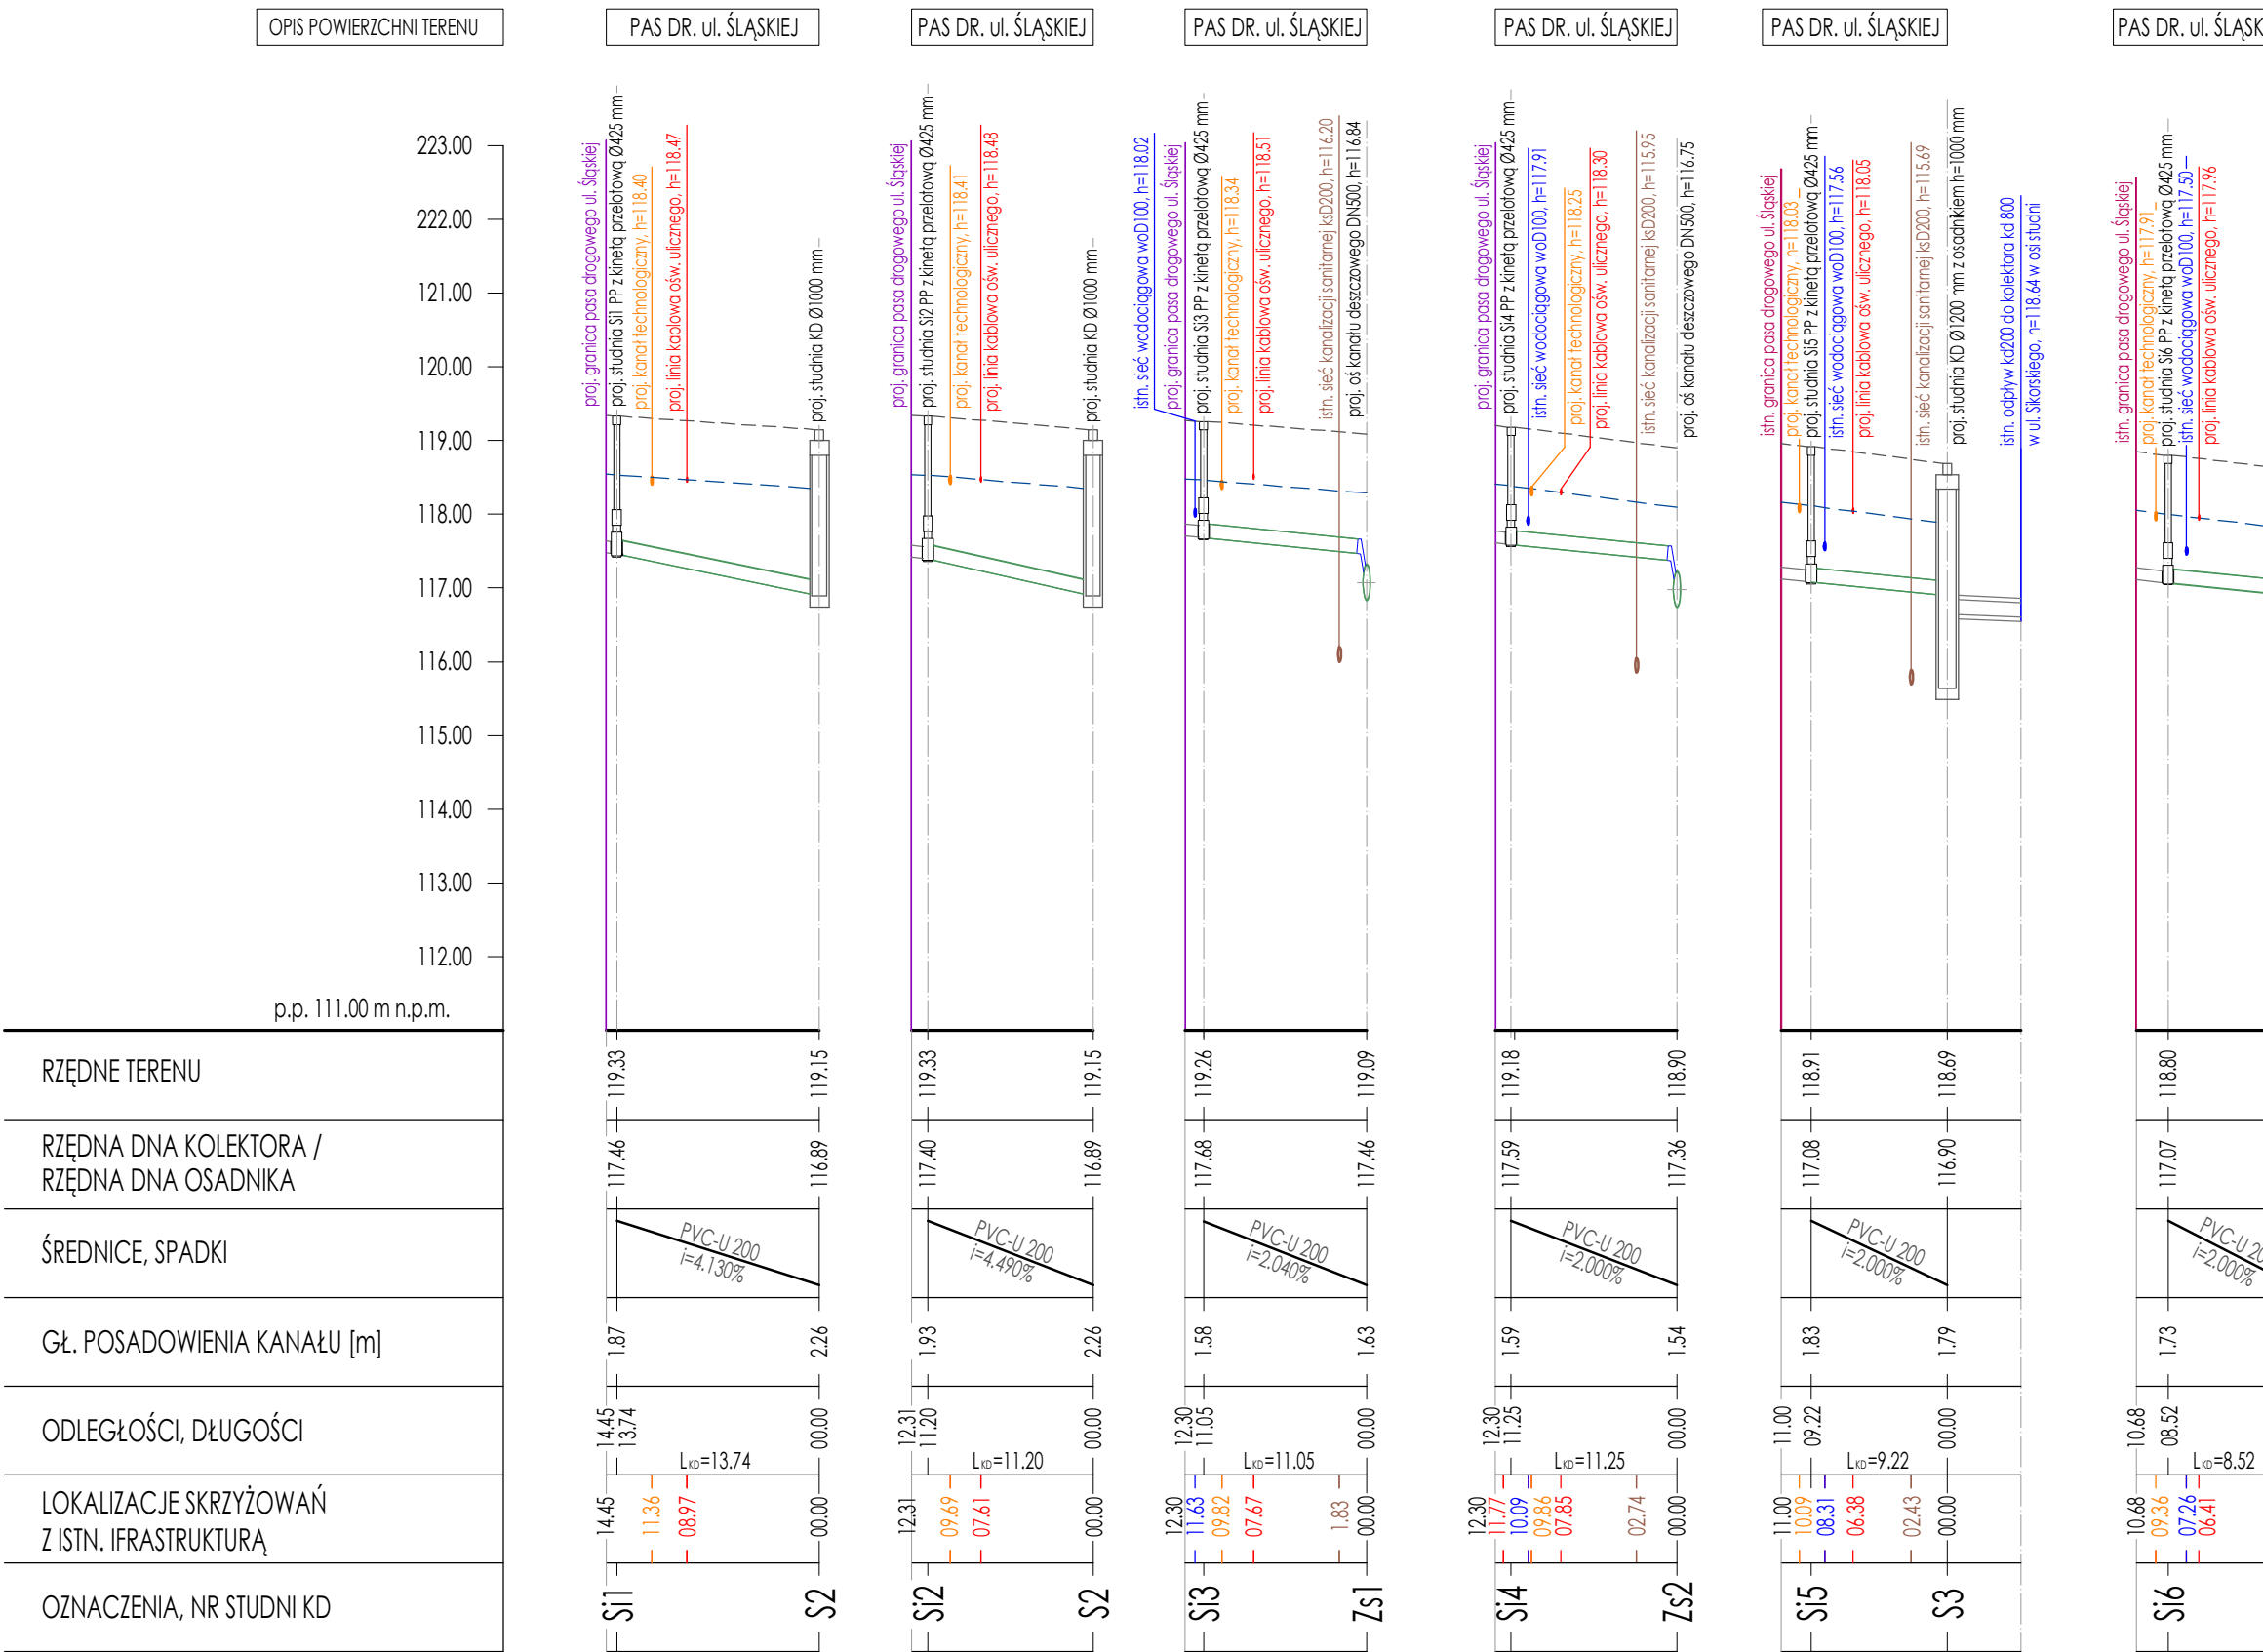 OPIS POWIERZCHNI TERENU
PAS DR. ul. ŚLĄSKIEJ
PAS DR. ul. ŚLĄSKIEJ
PAS DR. ul. ŚLĄSKIEJ
PAS DR. ul. ŚLĄSKIEJ
PAS DR. ul. ŚLĄSKIEJ
PAS DR. ul. ŚLĄSK
223.00
222.00
221.00
120.00
119.00
118.00
117.00
116.00
115.00
114.00
113.00
112.00
p.p. 111.00 m n.p.m.
proj. granica pasa drogowego ul. Śląskiej
proj. studnia Si1 PP z kinetą przelotową Ø425 mm
proj. kanał technologiczny, h=118.40
proj. linia kablowa ośw. ulicznego, h=118.47
proj. studnia KD Ø1000 mm
proj. granica pasa drogowego ul. Śląskiej
proj. studnia Si2 PP z kinetą przelotową Ø425 mm
proj. kanał technologiczny, h=118.41
proj. linia kablowa ośw. ulicznego, h=118.48
proj. studnia KD Ø1000 mm
istn. sieć wodociągowa woD100, h=118.02
proj. granica pasa drogowego ul. Śląskiej
proj. studnia Si3 PP z kinetą przelotową Ø425 mm
proj. kanał technologiczny, h=118.34
proj. linia kablowa ośw. ulicznego, h=118.51
istn. sieć kanalizacji sanitarnej ksD200, h=116.20
proj. oś kanału deszczowego DN500, h=116.84
proj. granica pasa drogowego ul. Śląskiej
proj. studnia Si4 PP z kinetą przelotową Ø425 mm
istn. sieć wodociągowa woD100, h=117.91
proj. kanał technologiczny, h=118.25
proj. linia kablowa ośw. ulicznego, h=118.30
istn. sieć kanalizacji sanitarnej ksD200, h=115.95
proj. oś kanału deszczowego DN500, h=116.75
istn. granica pasa drogowego ul. Śląskiej
proj. kanał technologiczny, h=118.03
proj. studnia Si5 PP z kinetą przelotową Ø425 mm
istn. sieć wodociągowa woD100, h=117.56
proj. linia kablowa ośw. ulicznego, h=118.05
istn. sieć kanalizacji sanitarnej ksD200, h=115.69
proj. studnia KD Ø1200 mm z osadnikiem h=1000 mm
istn. odpływ kd200 do kolektora kd 800
w ul. Sikorskiego, h=118.64 w osi studni
istn. granica pasa drogowego ul. Śląskiej
proj. kanał technologiczny, h=117.91
proj. studnia Si6 PP z kinetą przelotową Ø425 mm
istn. sieć wodociągowa woD100, h=117.50
proj. linia kablowa ośw. ulicznego, h=117.96
RZĘDNE TERENU
119.33
119.15
119.33
119.15
119.26
119.09
119.18
118.90
118.91
118.69
118.80
RZĘDNA DNA KOLEKTORA /
RZĘDNA DNA OSADNIKA
117.46
116.89
117.40
116.89
117.68
117.46
117.59
117.36
117.08
116.90
117.07
ŚREDNICE, SPADKI
PVC-U 200
i=4.130%
PVC-U 200
i=4.490%
PVC-U 200
i=2.040%
PVC-U 200
i=2.000%
PVC-U 200
i=2.000%
PVC-U 20
i=2.000%
GŁ. POSADOWIENIA KANAŁU [m]
1.87
2.26
1.93
2.26
1.58
1.63
1.59
1.54
1.83
1.79
1.73
ODLEGŁOŚCI, DŁUGOŚCI
14.45
13.74
LKD=13.74
00.00
12.31
11.20
LKD=11.20
00.00
12.30
11.05
LKD=11.05
00.00
12.30
11.25
LKD=11.25
00.00
11.00
09.22
LKD=9.22
00.00
10.68
08.52
LKD=8.52
LOKALIZACJE SKRZYŻOWAŃ
Z ISTN. IFRASTRUKTURĄ
14.45
11.36
08.97
00.00
12.31
09.69
07.61
00.00
12.30
11.63
09.82
07.67
1.83
00.00
12.30
11.77
10.09
09.86
07.85
02.74
00.00
11.00
10.09
08.31
06.38
02.43
00.00
10.68
09.36
07.26
06.41
OZNACZENIA, NR STUDNI KD
Si1
S2
Si2
S2
Si3
Zs1
Si4
Zs2
Si5
S3
Si6